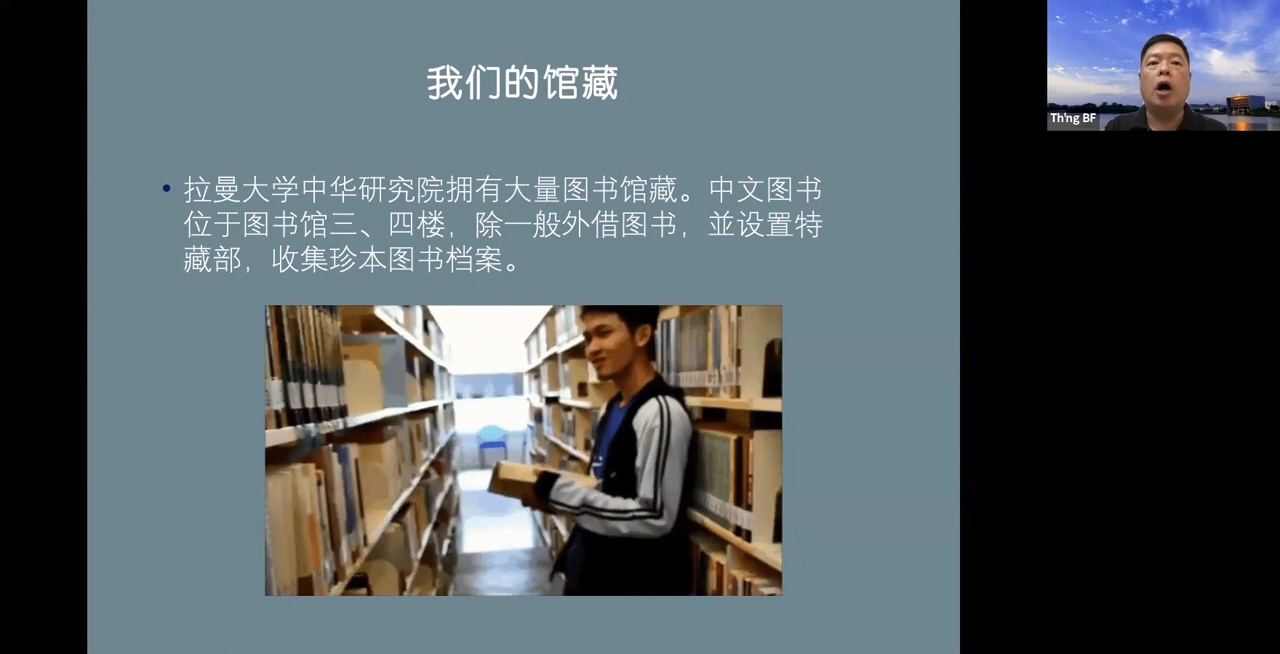 我们的馆藏
• 拉曼大学中华研究院拥有大量图书馆藏。中文图书
位于图书馆三、四楼，除一般外借图书，並设置特
藏部，收集珍本图书档案。
Th'ng BF